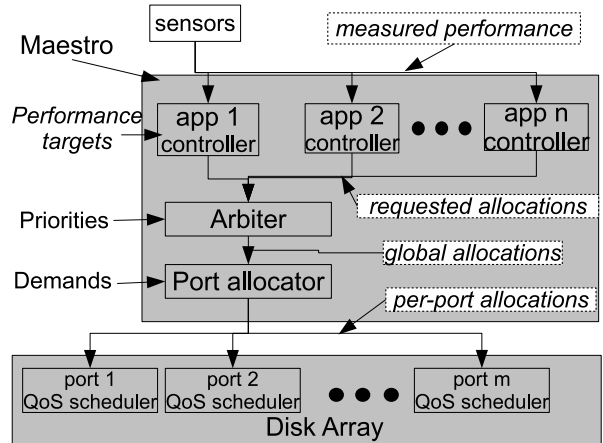 sensors
measured performance
Maestro
Performance
targets
app 1
controller
app 2
controller
app n
controller
requested allocations
Priorities
Arbiter
global allocations
Demands
Port allocator
per-port allocations
port 1
QoS scheduler
port 2
QoS scheduler
port m
QoS scheduler
Disk Array